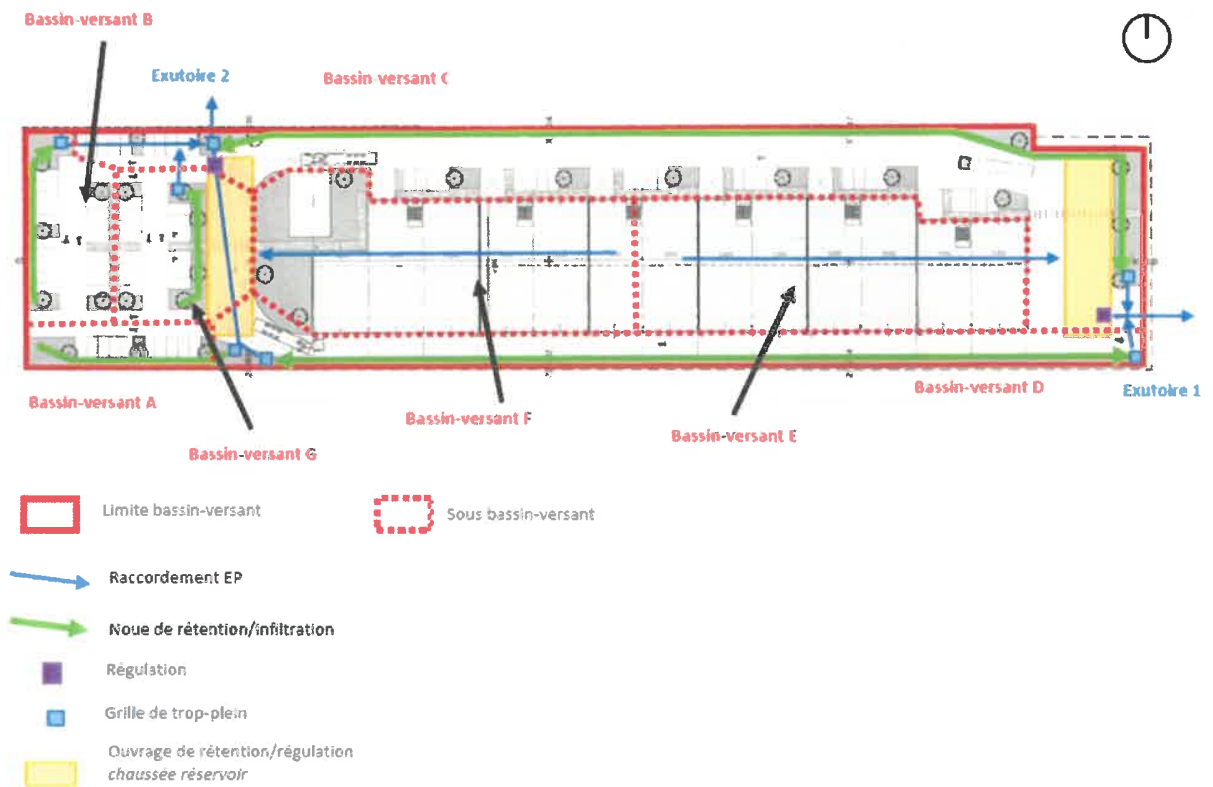 Bassin-versant B
Exutoire 2
Bassin-versant C
Bassin-versant A
Bassin-versant G
Bassin-versant F
Bassin-versant E
Bassin-versant D
Exutoire 1
Limite bassin-versant
Sous bassin-versant
Raccordement EP
Noue de rétention/infiltration
Régulation
Grille de trop-plein
Ouvrage de rétention/régulation
chaussée réservoir